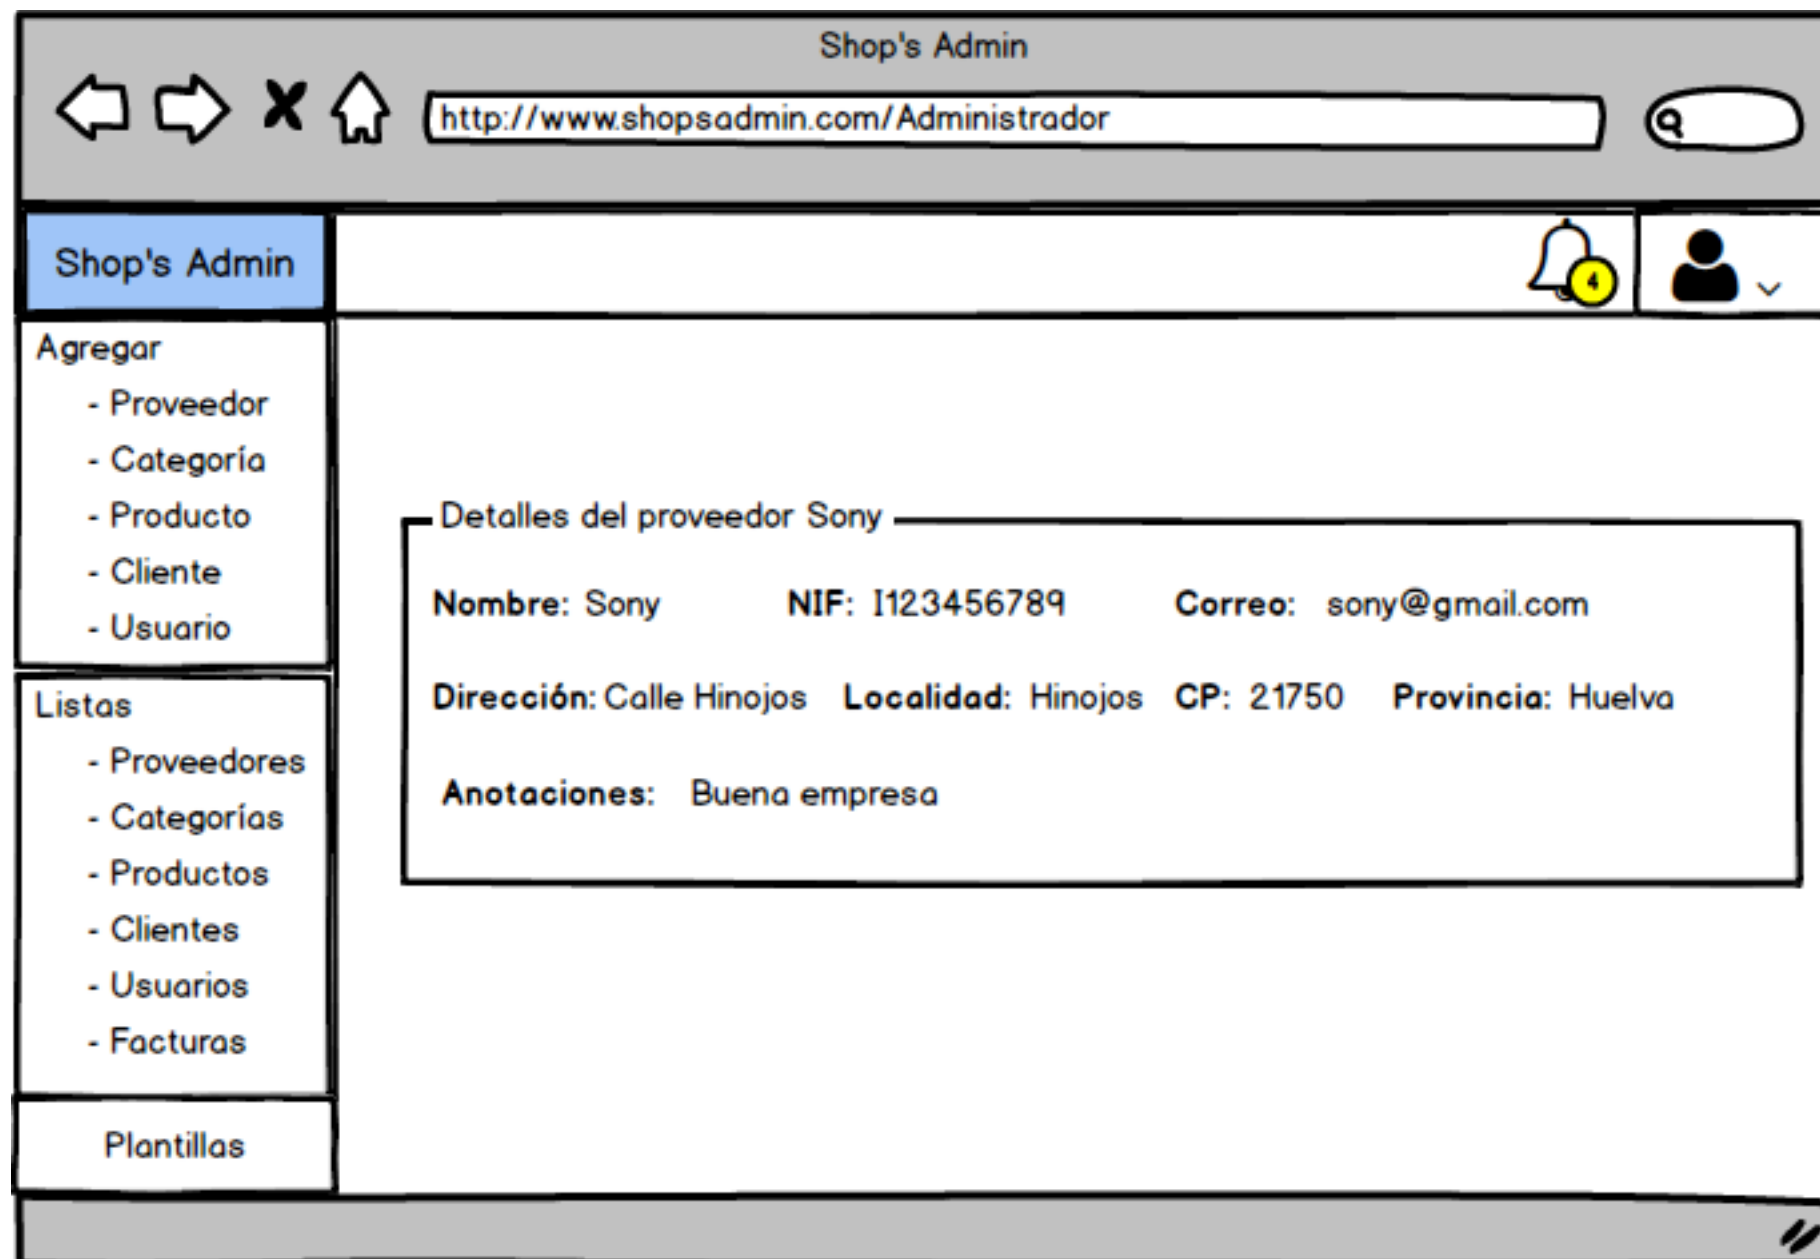 Shop's Admin
http://www.shopsadmin.com/Administrador
Shop's Admin
4
Agregar
- Proveedor
- Categoría
- Producto
- Cliente
- Usuario
Listas
- Proveedores
- Categorías
- Productos
- Clientes
- Usuarios
- Facturas
Plantillas
Detalles del proveedor Sony
Nombre: Sony NIF: I123456789 Correo: sony@gmail.com
Dirección: Calle Hinojos Localidad: Hinojos CP: 21750 Provincia: Huelva
Anotaciones: Buena empresa